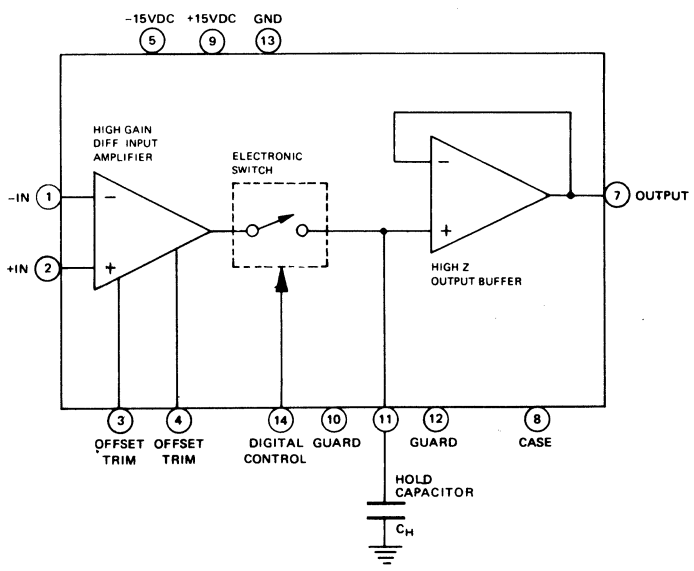 -15VDC +15VDC GND
5 9 13
HIGH GAIN
DIFF INPUT
AMPLIFIER
ELECTRONIC
SWITCH
-IN 1
+IN 2
−
+
−
+
7 OUTPUT
HIGH Z
OUTPUT BUFFER
3 4 14 10 11 12 8
OFFSET
TRIM
OFFSET
TRIM
DIGITAL
CONTROL
GUARD
GUARD
CASE
HOLD
CAPACITOR
CH